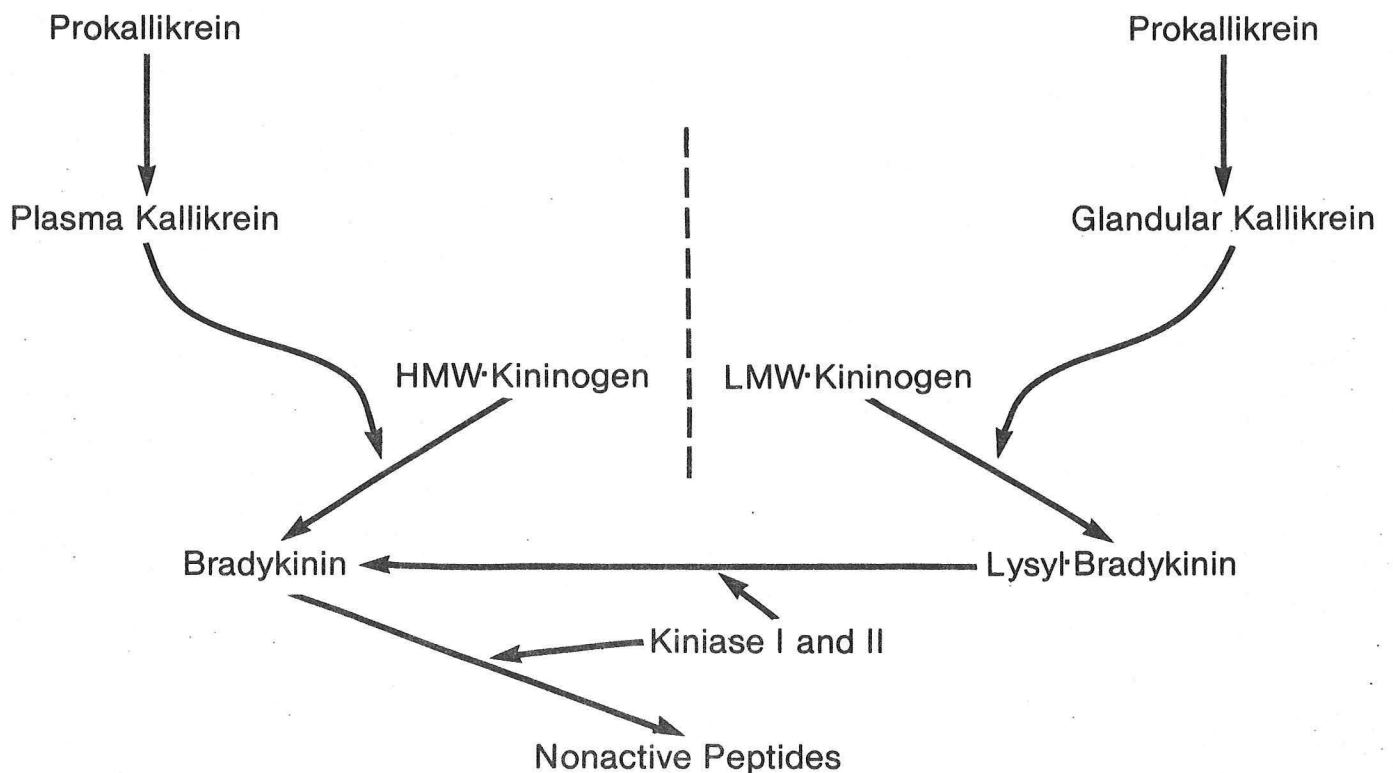 Prokallikrein
Prokallikrein
Plasma Kallikrein
Glandular Kallikrein
HMW·Kininogen
LMW·Kininogen
Bradykinin
Lysyl·Bradykinin
Kiniase I and II
Nonactive Peptides